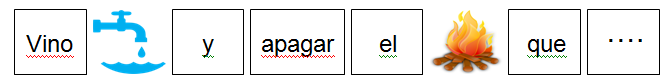 Vino y apagar el que ....